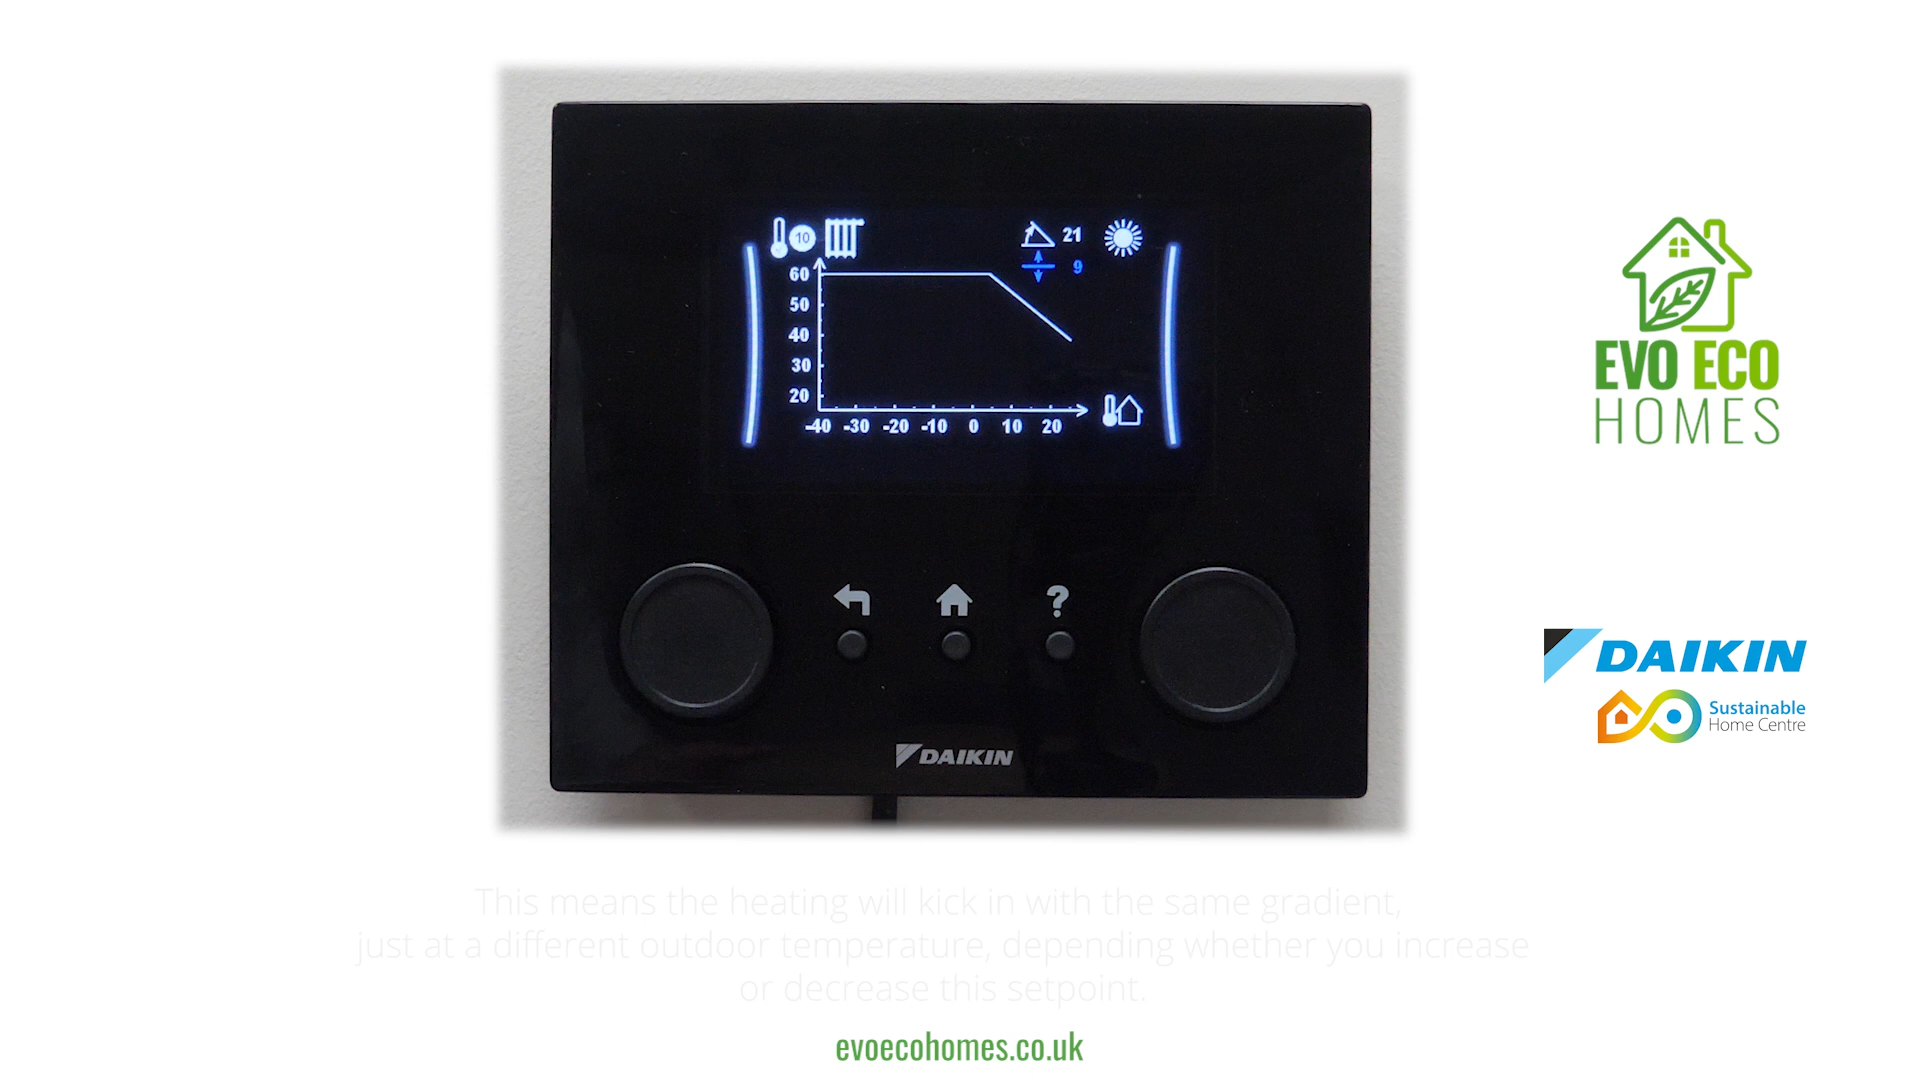 10
21
9
60
50
40
30
20
-40 -30 -20 -10 0 10 20
?
DAIKIN
EVO ECO
HOMES
DAIKIN
Sustainable
Home Centre
This means the heating will kick in with the same gradient,
just at a different outdoor temperature, depending whether you increase
or decrease this setpoint.
evoecohomes.co.uk